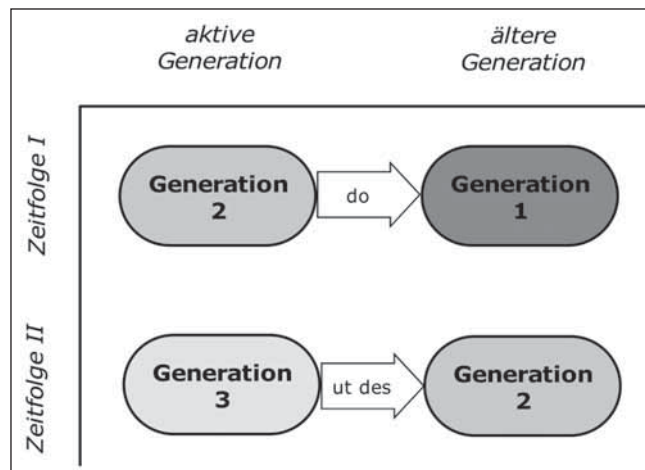 aktive
Generation
ältere
Generation
Zeitfolge I
Generation
2
do
Generation
1
Zeitfolge II
Generation
3
ut des
Generation
2